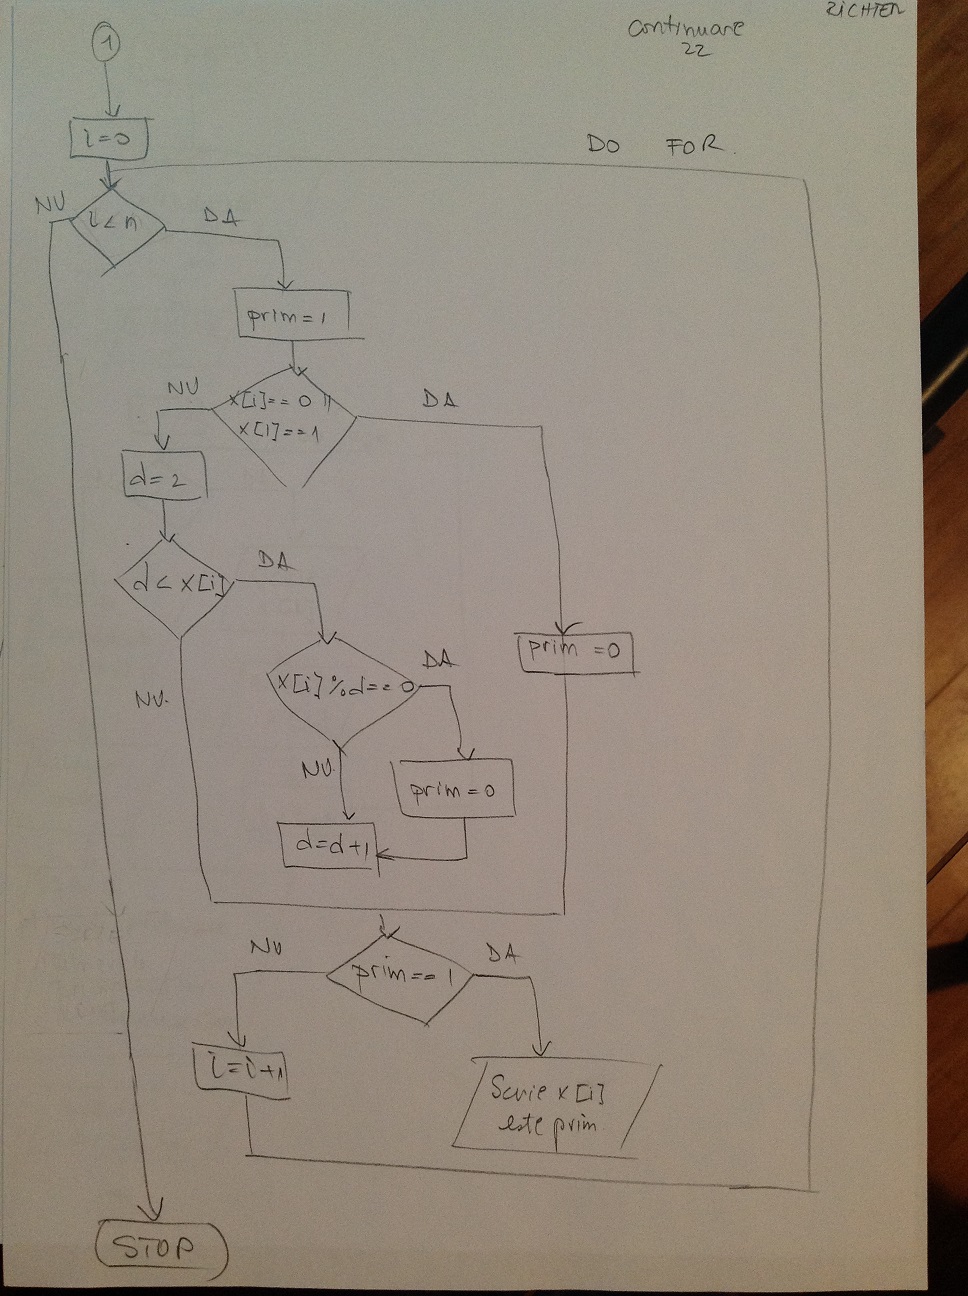 RICHTER
continuare
22
1
i=0
DO FOR.
NU
i<n
DA
prim=1
NU
x[i]==0 ||
x[i]==1
DA
d=2
d<x[i]
DA
prim=0
NU.
x[i]%d==0
DA
NU.
prim=0
d=d+1
NU
prim==1
DA
i=i+1
Scrie x[i]
este prim
STOP